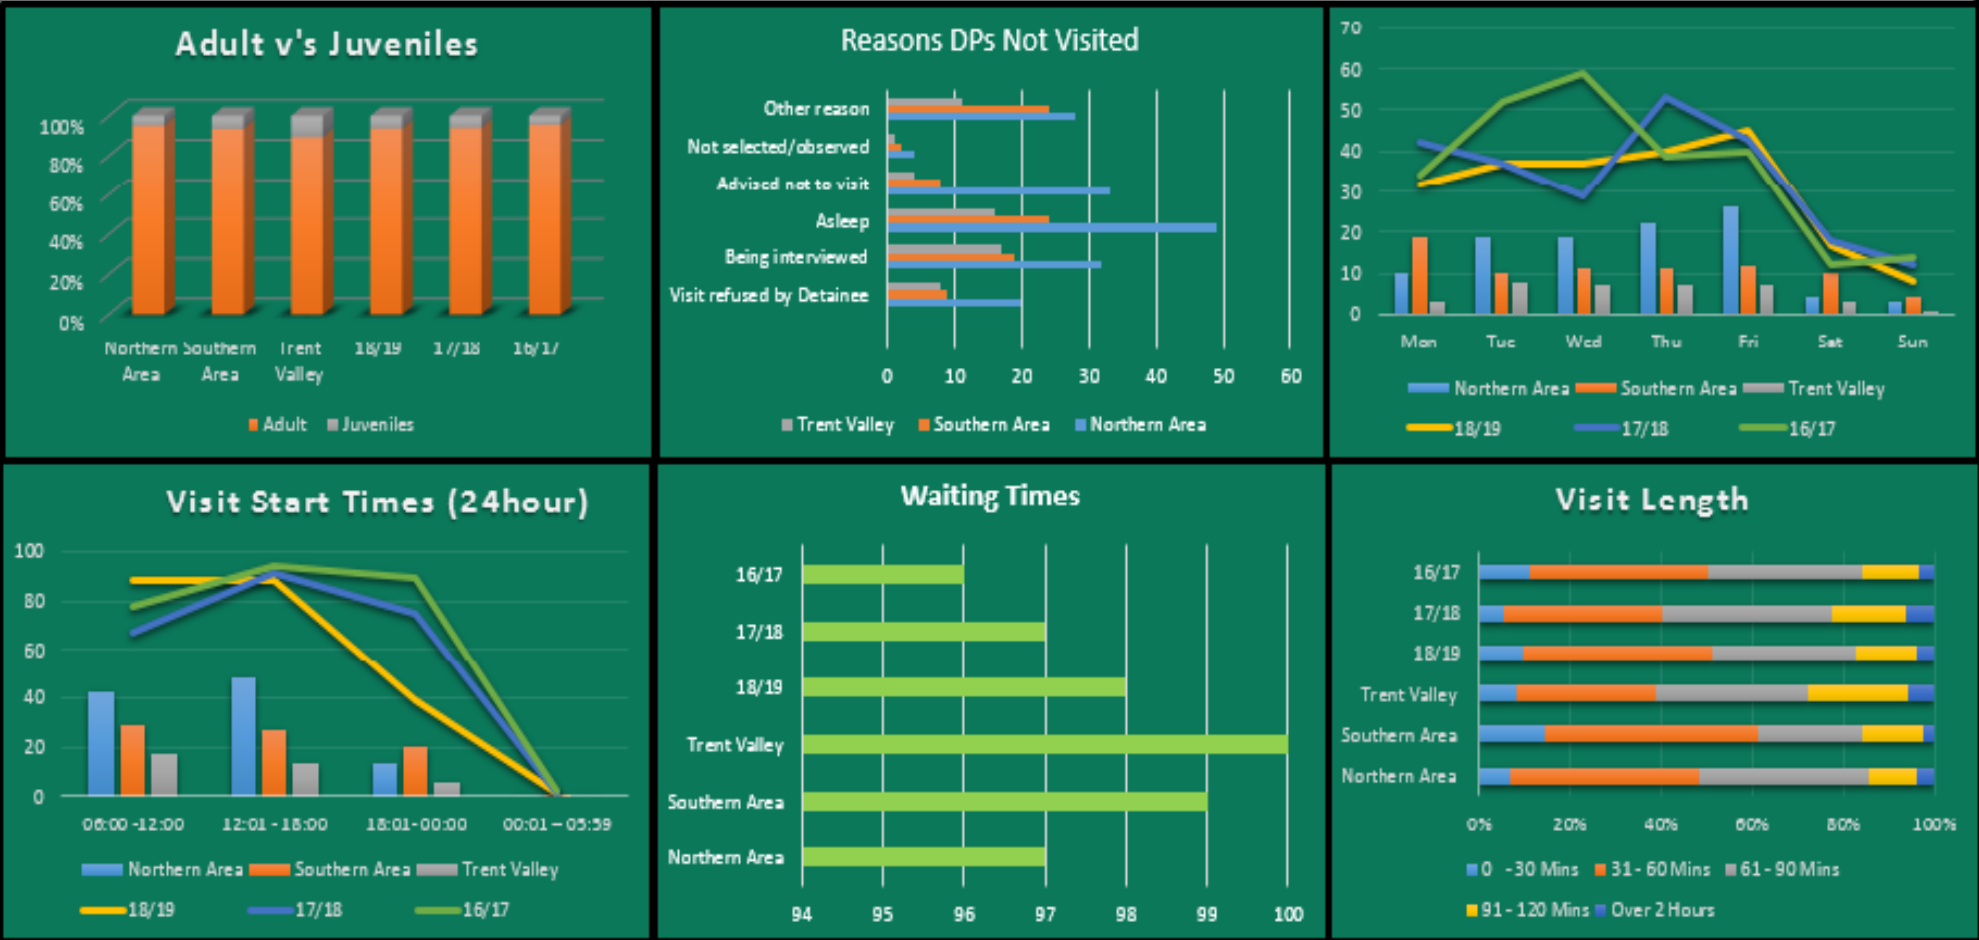 Adult v's Juveniles
100%
80%
60%
40%
20%
0%
Northern Area
Southern Area
Trent Valley
18/19
17/18
16/17
Adult Juveniles
Reasons DPs Not Visited
Other reason
Not selected/observed
Advised not to visit
Asleep
Being interviewed
Visit refused by Detainee
0 10 20 30 40 50 60
Trent Valley Southern Area Northern Area
70
60
50
40
30
20
10
0
Mon Tue Wed Thu Fri Sat Sun
Northern Area Southern Area Trent Valley
18/19 17/18 16/17
Visit Start Times (24hour)
100
80
60
40
20
0
06:00 -12:00 12:01 - 18:00 18:01- 00:00 00:01 – 05:59
Northern Area Southern Area Trent Valley
18/19 17/18 16/17
Waiting Times
16/17
17/18
18/19
Trent Valley
Southern Area
Northern Area
94 95 96 97 98 99 100
Visit Length
16/17
17/18
18/19
Trent Valley
Southern Area
Northern Area
0% 20% 40% 60% 80% 100%
0 -30 Mins 31- 60 Mins 61- 90 Mins
91- 120 Mins Over 2 Hours